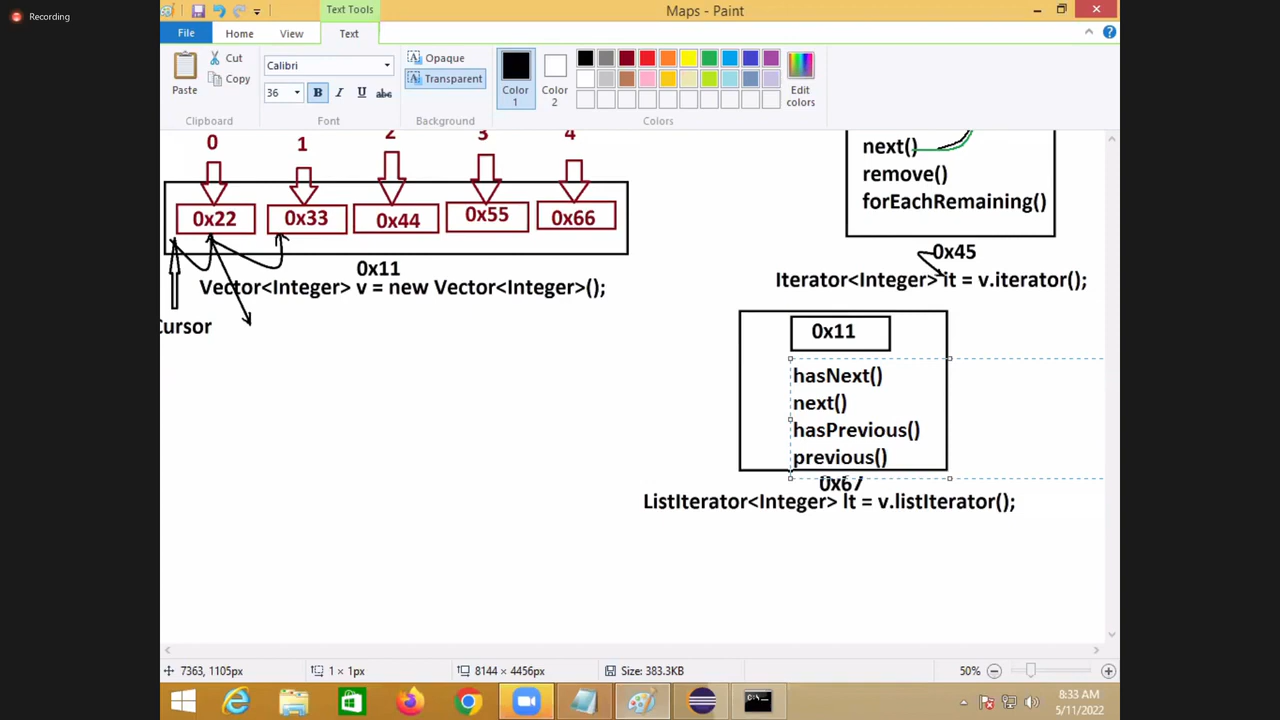 Recording
Text Tools
Maps - Paint
File
Home
View
Text
Cut
Copy
Paste
Clipboard
Calibri
36
B I U abc
Font
Opaque
Transparent
Background
Color 1
Color 2
Edit colors
Colors
0 1 2 3 4
0x22 0x33 0x44 0x55 0x66
0x11
Vector<Integer> v = new Vector<Integer>();
Cursor
next()
remove()
forEachRemaining()
0x45
Iterator<Integer> it = v.iterator();
0x11
hasNext()
next()
hasPrevious()
previous()
0x67
ListIterator<Integer> lt = v.listIterator();
7363, 1105px
1 × 1px
8144 × 4456px
Size: 383.3KB
50%
8:33 AM
5/11/2022